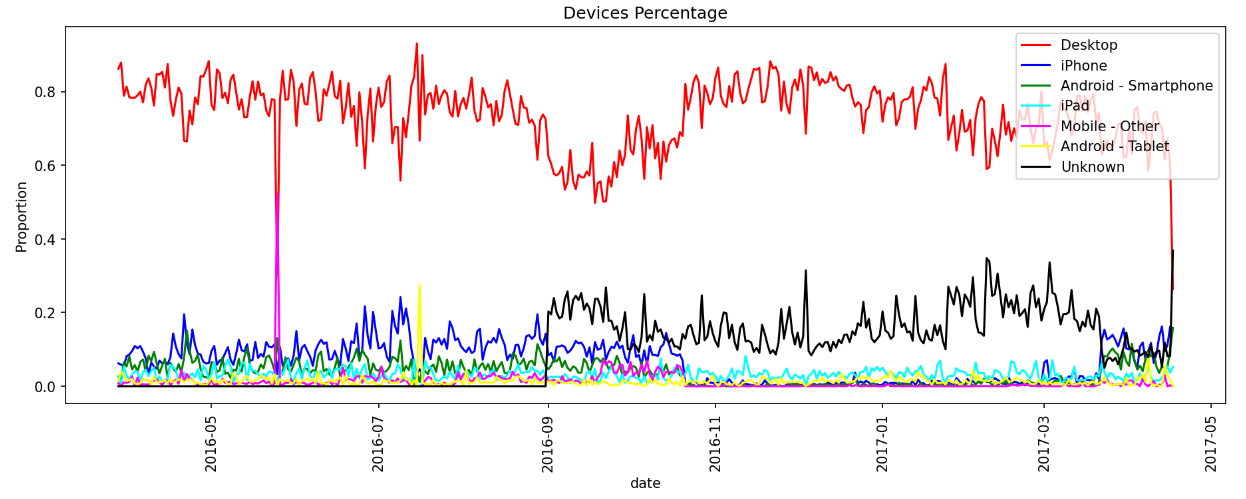 Devices Percentage
Desktop
iPhone
Android - Smartphone
iPad
Mobile - Other
Android - Tablet
Unknown
Proportion
0.8
0.6
0.4
0.2
0.0
2016-05
2016-07
2016-09
2016-11
2017-01
2017-03
2017-05
date